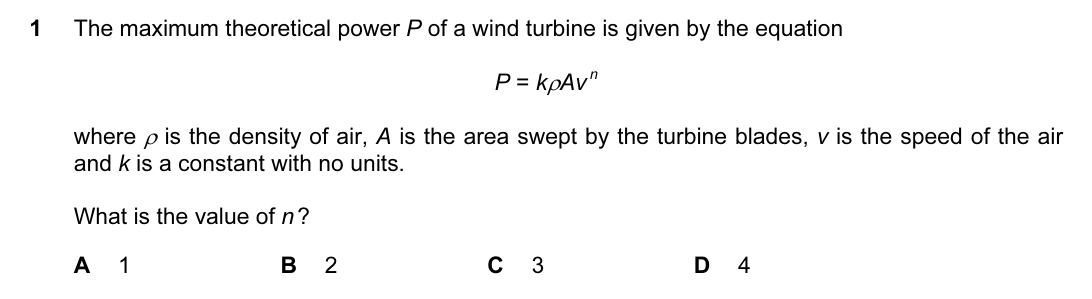 1 The maximum theoretical power P of a wind turbine is given by the equation
P = kρAvⁿ
where ρ is the density of air, A is the area swept by the turbine blades, v is the speed of the air
and k is a constant with no units.
What is the value of n?
A 1 B 2 C 3 D 4